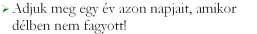 Adjuk meg egy év azon napjait, amikor
délben nem fagyott!